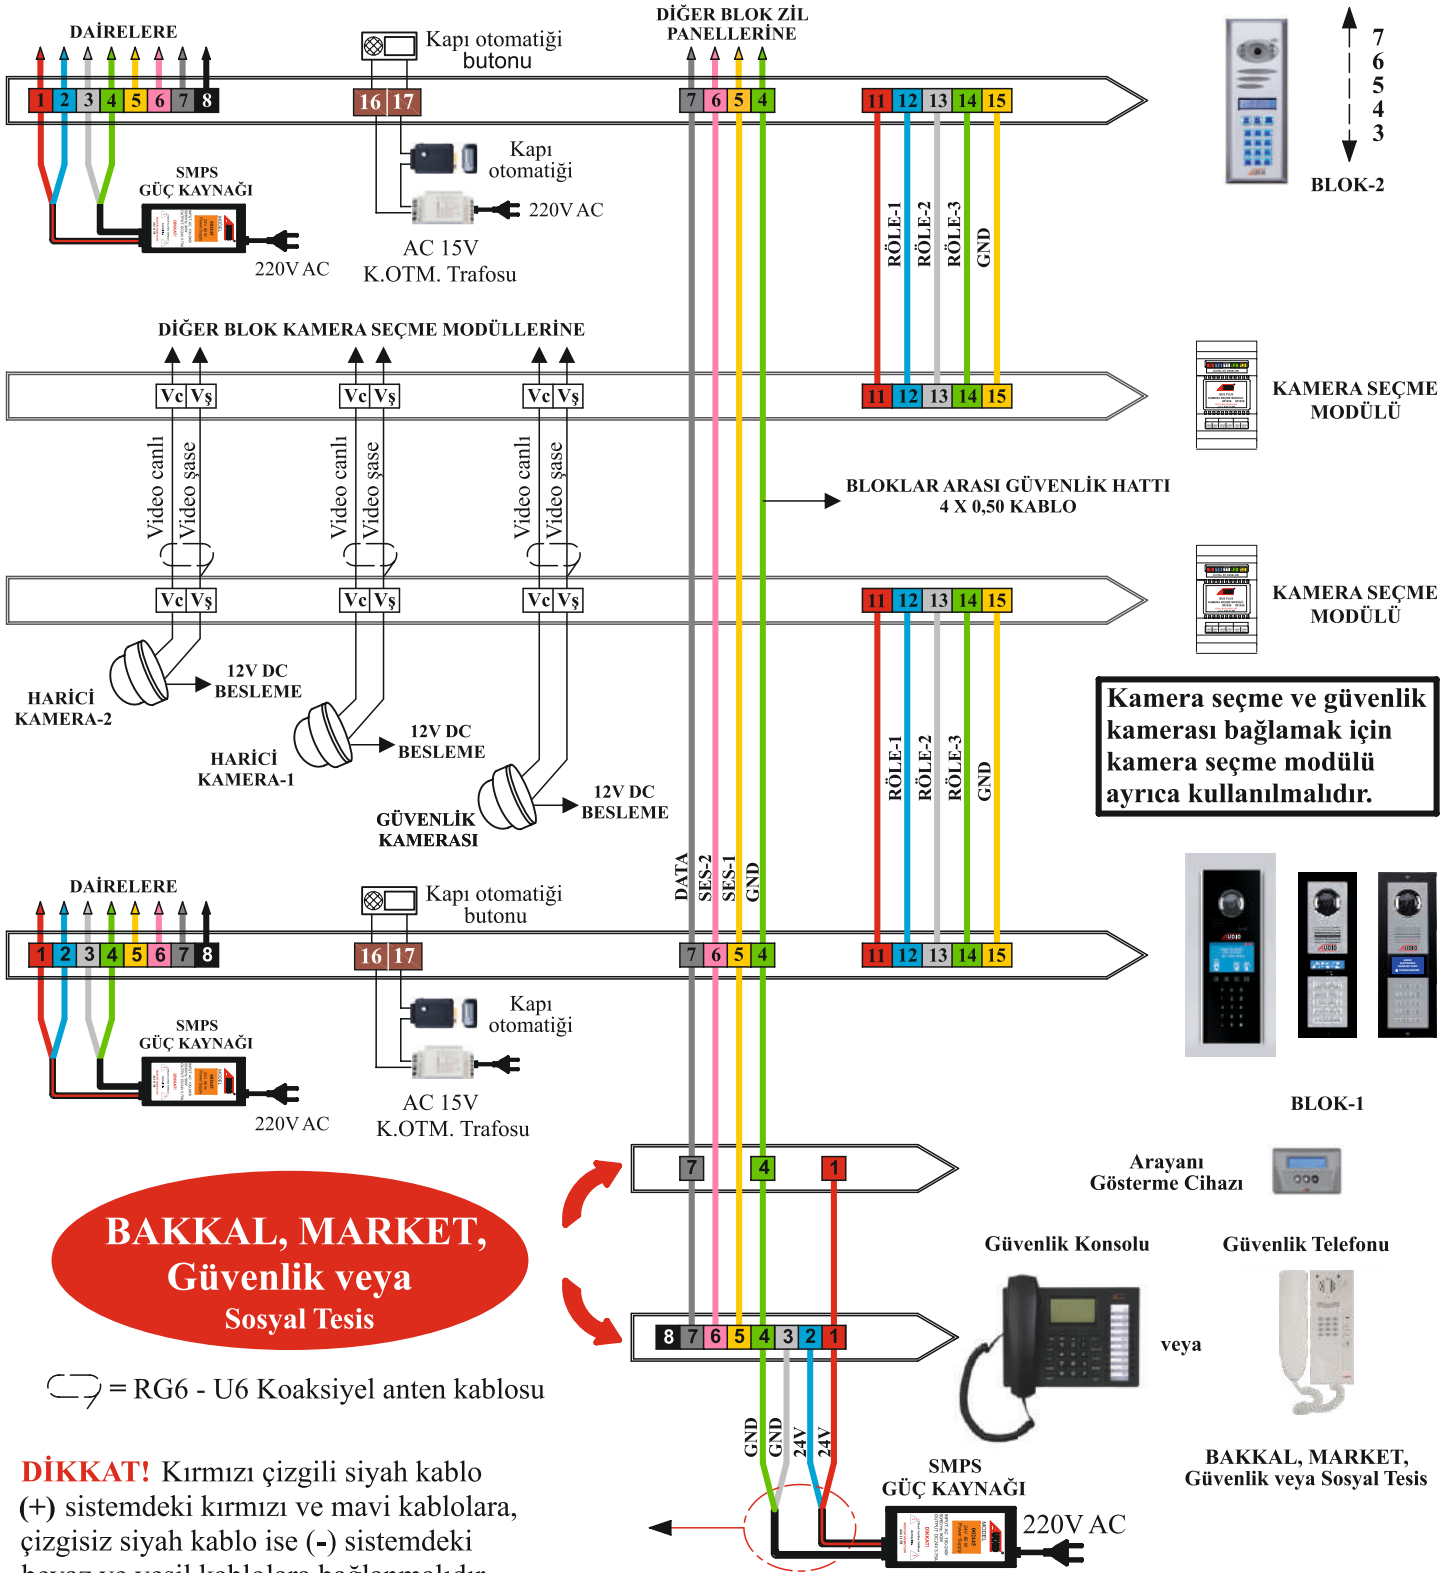 DAİRELERE
Kapı otomatiği
butonu
DİĞER BLOK ZİL
PANELLERİNE
7
6
5
4
3
BLOK-2
1 2 3 4 5 6 7 8
16 17
7 6 5 4
11 12 13 14 15
SMPS
GÜÇ KAYNAĞI
220V AC
Kapı
otomatiği
220V AC
AC 15V
K.OTM. Trafosu
RÖLE-1
RÖLE-2
RÖLE-3
GND
DİĞER BLOK KAMERA SEÇME MODÜLLERİNE
Vc Vş
Vc Vş
Vc Vş
11 12 13 14 15
KAMERA SEÇME
MODÜLÜ
Video canlı
Video şase
Video canlı
Video şase
Video canlı
Video şase
BLOKLAR ARASI GÜVENLİK HATTI
4 X 0,50 KABLO
Vc Vş
Vc Vş
Vc Vş
11 12 13 14 15
KAMERA SEÇME
MODÜLÜ
HARİCİ
KAMERA-2
12V DC
BESLEME
HARİCİ
KAMERA-1
12V DC
BESLEME
GÜVENLİK
KAMERASI
12V DC
BESLEME
RÖLE-1
RÖLE-2
RÖLE-3
GND
Kamera seçme ve güvenlik
kamerası bağlamak için
kamera seçme modülü
ayrıca kullanılmalıdır.
DATA
SES-2
SES-1
GND
DAİRELERE
Kapı otomatiği
butonu
1 2 3 4 5 6 7 8
16 17
7 6 5 4
11 12 13 14 15
AUDIO
AUDIO
AUDIO
SMPS
GÜÇ KAYNAĞI
220V AC
Kapı
otomatiği
AC 15V
K.OTM. Trafosu
BLOK-1
7 4 1
Arayanı
Gösterme Cihazı
BAKKAL, MARKET,
Güvenlik veya
Sosyal Tesis
Güvenlik Konsolu
Güvenlik Telefonu
veya
8 7 6 5 4 3 2 1
= RG6 - U6 Koaksiyel anten kablosu
GND
GND
24V
24V
BAKKAL, MARKET,
Güvenlik veya Sosyal Tesis
DİKKAT! Kırmızı çizgili siyah kablo
(+) sistemdeki kırmızı ve mavi kablolara,
çizgisiz siyah kablo ise (-) sistemdeki
beyaz ve yeşil kablolara bağlanmalıdır
SMPS
GÜÇ KAYNAĞI
220V AC